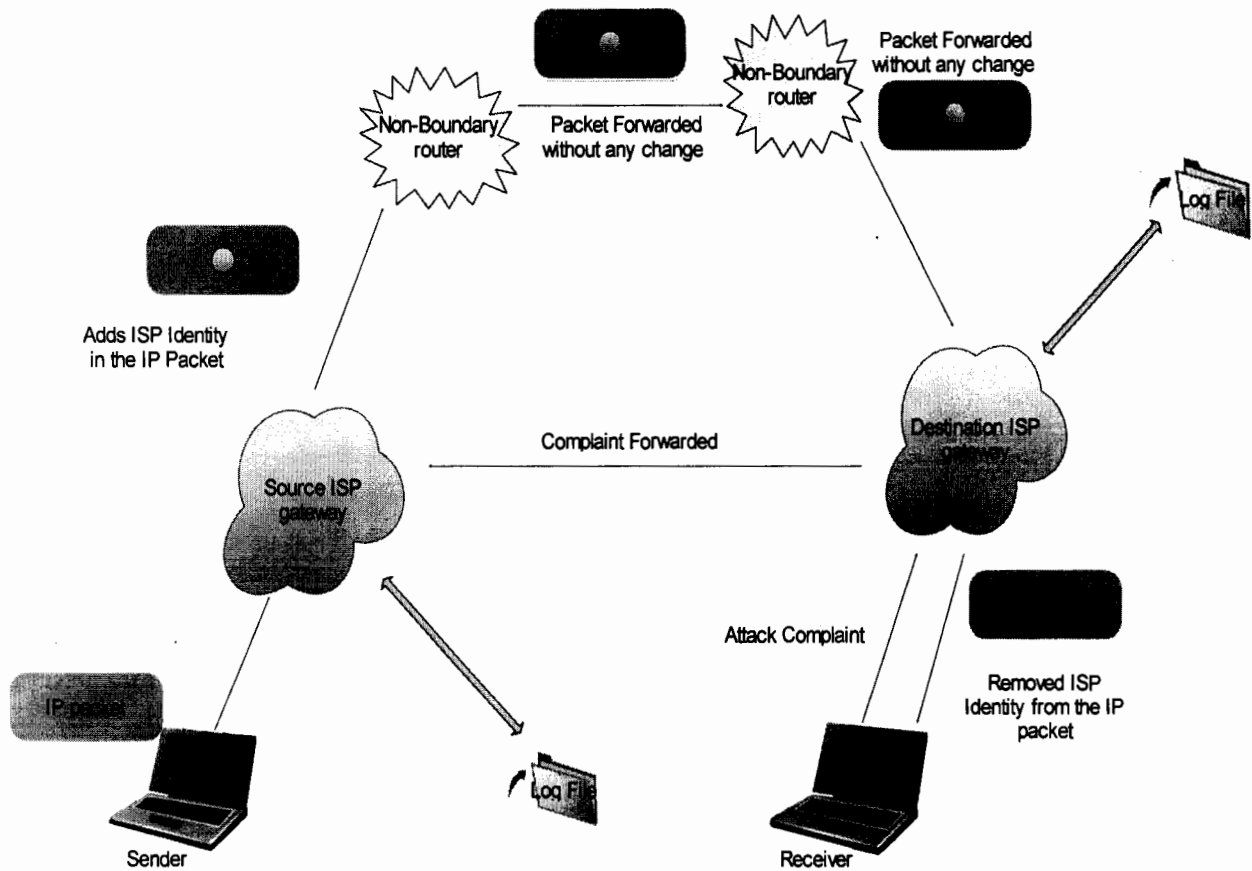 Packet Forwarded
without any change
Non-Boundary
router
Non-Boundary
router
Packet Forwarded
without any change
Log File
Adds ISP Identity
in the IP Packet
Complaint Forwarded
Destination ISP
gateway
Source ISP
gateway
Attack Complaint
Removed ISP
Identity from the IP
packet
IP packet
Log File
Sender
Receiver